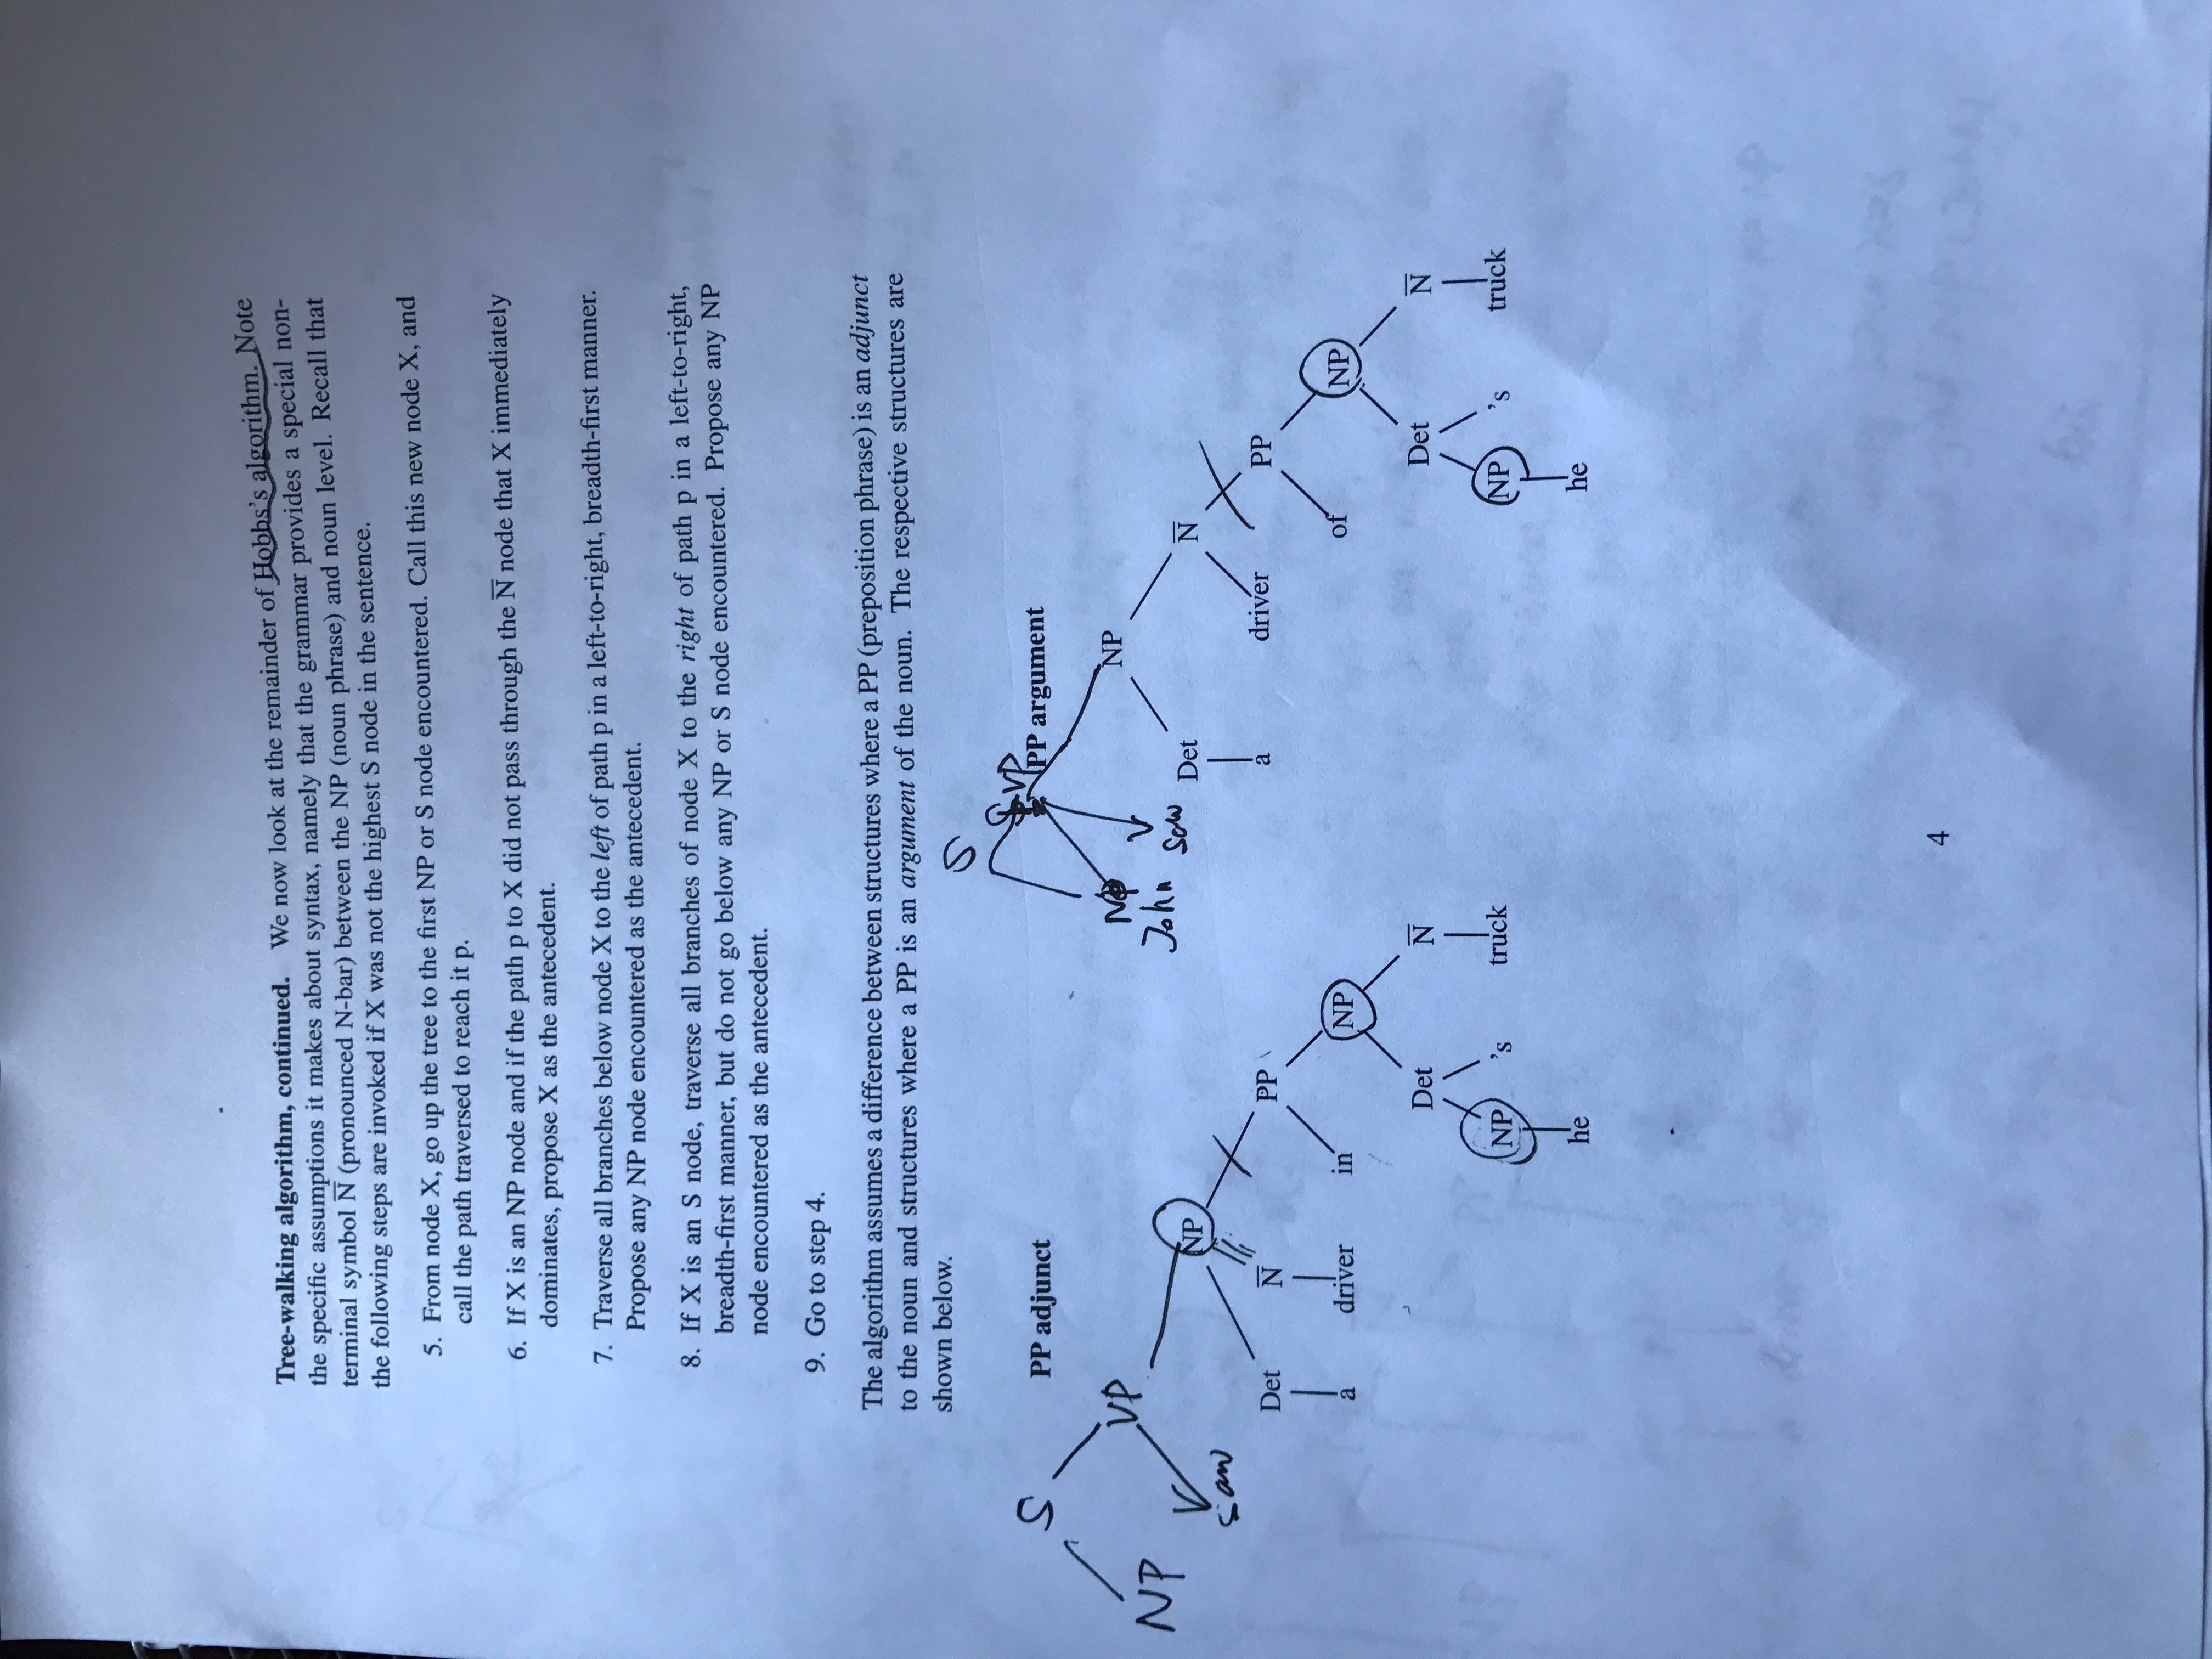 Tree-walking algorithm, continued. We now look at the remainder of Hobbs's algorithm. Note
the specific assumptions it makes about syntax, namely that the grammar provides a special non-
terminal symbol N̅ (pronounced N-bar) between the NP (noun phrase) and noun level. Recall that
the following steps are invoked if X was not the highest S node in the sentence.
5. From node X, go up the tree to the first NP or S node encountered. Call this new node X, and
call the path traversed to reach it p.
6. If X is an NP node and if the path p to X did not pass through the N̅ node that X immediately
dominates, propose X as the antecedent.
7. Traverse all branches below node X to the left of path p in a left-to-right, breadth-first manner.
Propose any NP node encountered as the antecedent.
8. If X is an S node, traverse all branches of node X to the right of path p in a left-to-right,
breadth-first manner, but do not go below any NP or S node encountered. Propose any NP
node encountered as the antecedent.
9. Go to step 4.
The algorithm assumes a difference between structures where a PP (preposition phrase) is an adjunct
to the noun and structures where a PP is an argument of the noun. The respective structures are
shown below.
S
PP adjunct
NP VP
V NP
saw
Det N̅ PP
a driver in NP
Det N̅
NP 's truck
he
S
VP
PP argument
NP V NP
John saw
Det N̅
a driver PP
of NP
Det N̅
NP 's truck
he
4